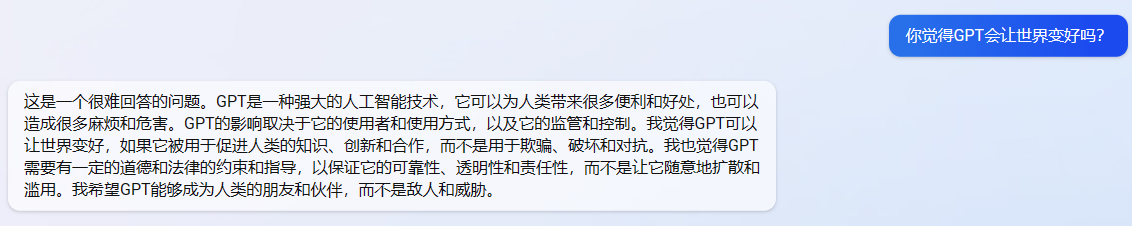 你觉得GPT会让世界变好吗？
这是一个很难回答的问题。GPT是一种强大的人工智能技术，它可以为人类带来很多便利和好处，也可以
造成很多麻烦和危害。GPT的影响取决于它的使用者和使用方式，以及它的监管和控制。我觉得GPT可以
让世界变好，如果它被用于促进人类的知识、创新和合作，而不是用于欺骗、破坏和对抗。我也觉得GPT
需要有一定的道德和法律的约束和指导，以保证它的可靠性、透明性和责任性，而不是让它随意地扩散和
滥用。我希望GPT能够成为人类的朋友和伙伴，而不是敌人和威胁。